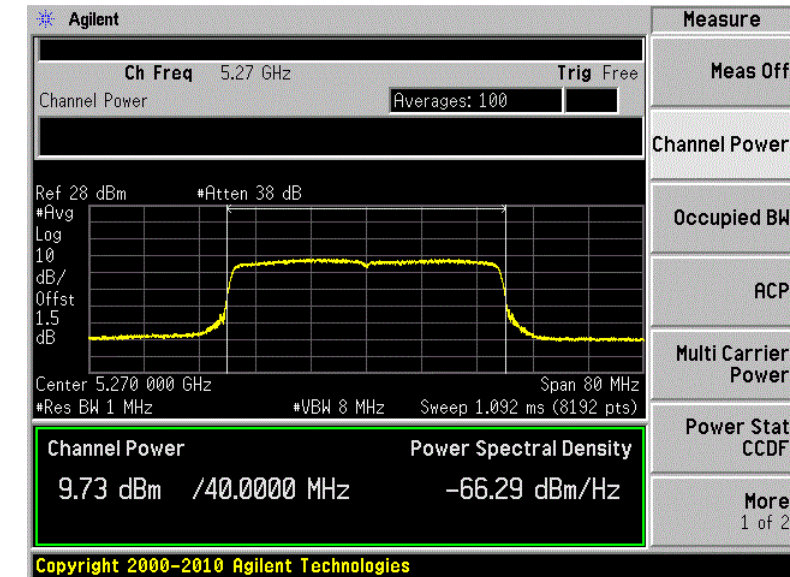 Agilent
Measure
Ch Freq 5.27 GHz Trig Free
Channel Power Averages: 100
Ref 28 dBm #Atten 38 dB
#Avg
Log
10
dB/
Offst
1.5
dB
Center 5.270 000 GHz Span 80 MHz
#Res BW 1 MHz #VBW 8 MHz Sweep 1.092 ms (8192 pts)
Channel Power Power Spectral Density
9.73 dBm /40.0000 MHz -66.29 dBm/Hz
Copyright 2000-2010 Agilent Technologies
Meas Off
Channel Power
Occupied BW
ACP
Multi Carrier
Power
Power Stat
CCDF
More
1 of 2